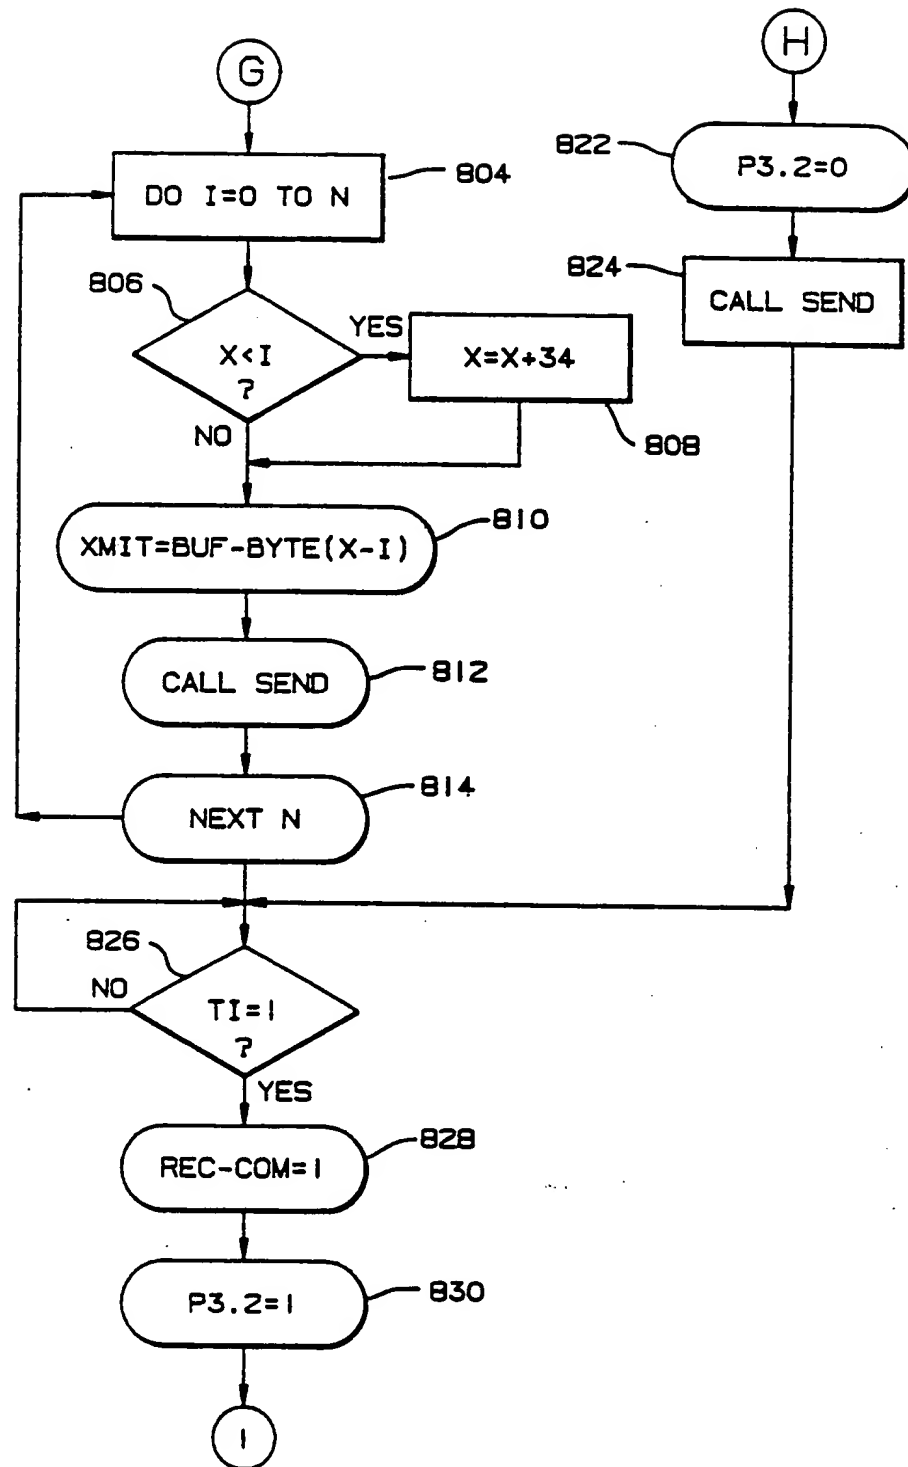 G
DO I=0 TO N
804
806
X<I
?
YES
X=X+34
808
NO
XMIT=BUF-BYTE(X-I)
810
CALL SEND
812
NEXT N
814
H
822
P3.2=0
824
CALL SEND
826
NO
TI=1
?
YES
REC-COM=1
828
P3.2=1
830
I